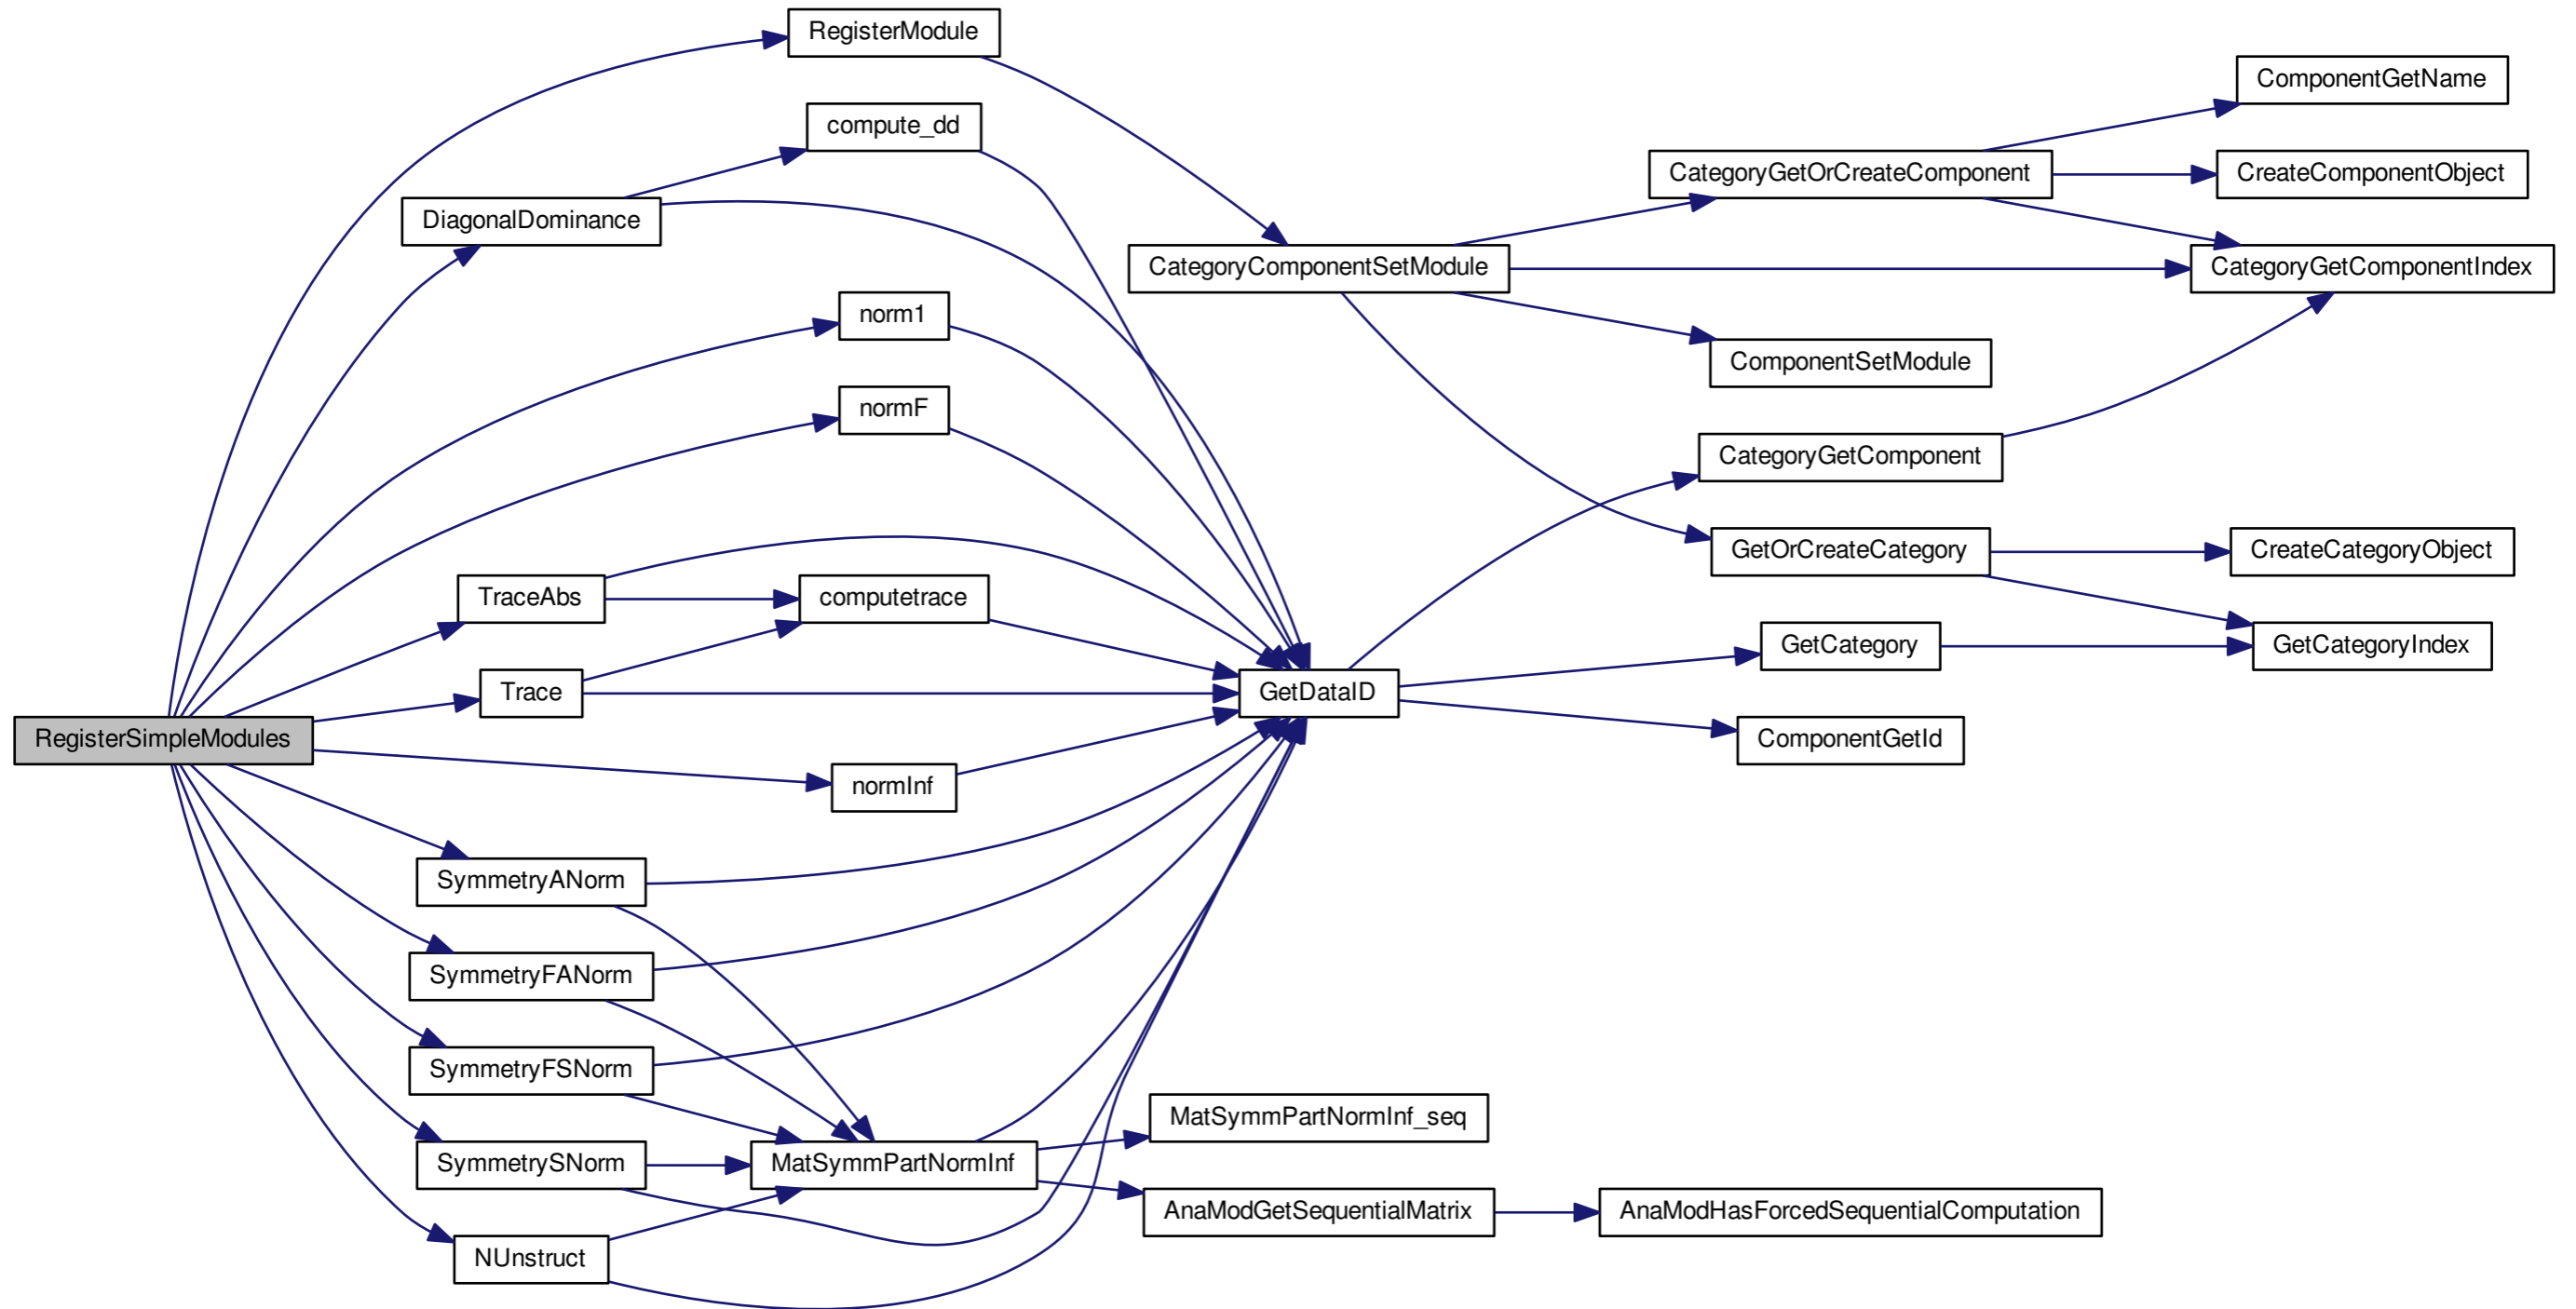 RegisterModule
ComponentGetName
compute_dd
CategoryGetOrCreateComponent
CreateComponentObject
DiagonalDominance
CategoryComponentSetModule
CategoryGetComponentIndex
norm1
ComponentSetModule
normF
CategoryGetComponent
GetOrCreateCategory
CreateCategoryObject
TraceAbs
computetrace
GetCategory
GetCategoryIndex
Trace
GetDataID
RegisterSimpleModules
ComponentGetId
normInf
SymmetryANorm
SymmetryFANorm
SymmetryFSNorm
MatSymmPartNormInf_seq
SymmetrySNorm
MatSymmPartNormInf
AnaModGetSequentialMatrix
AnaModHasForcedSequentialComputation
NUnstruct